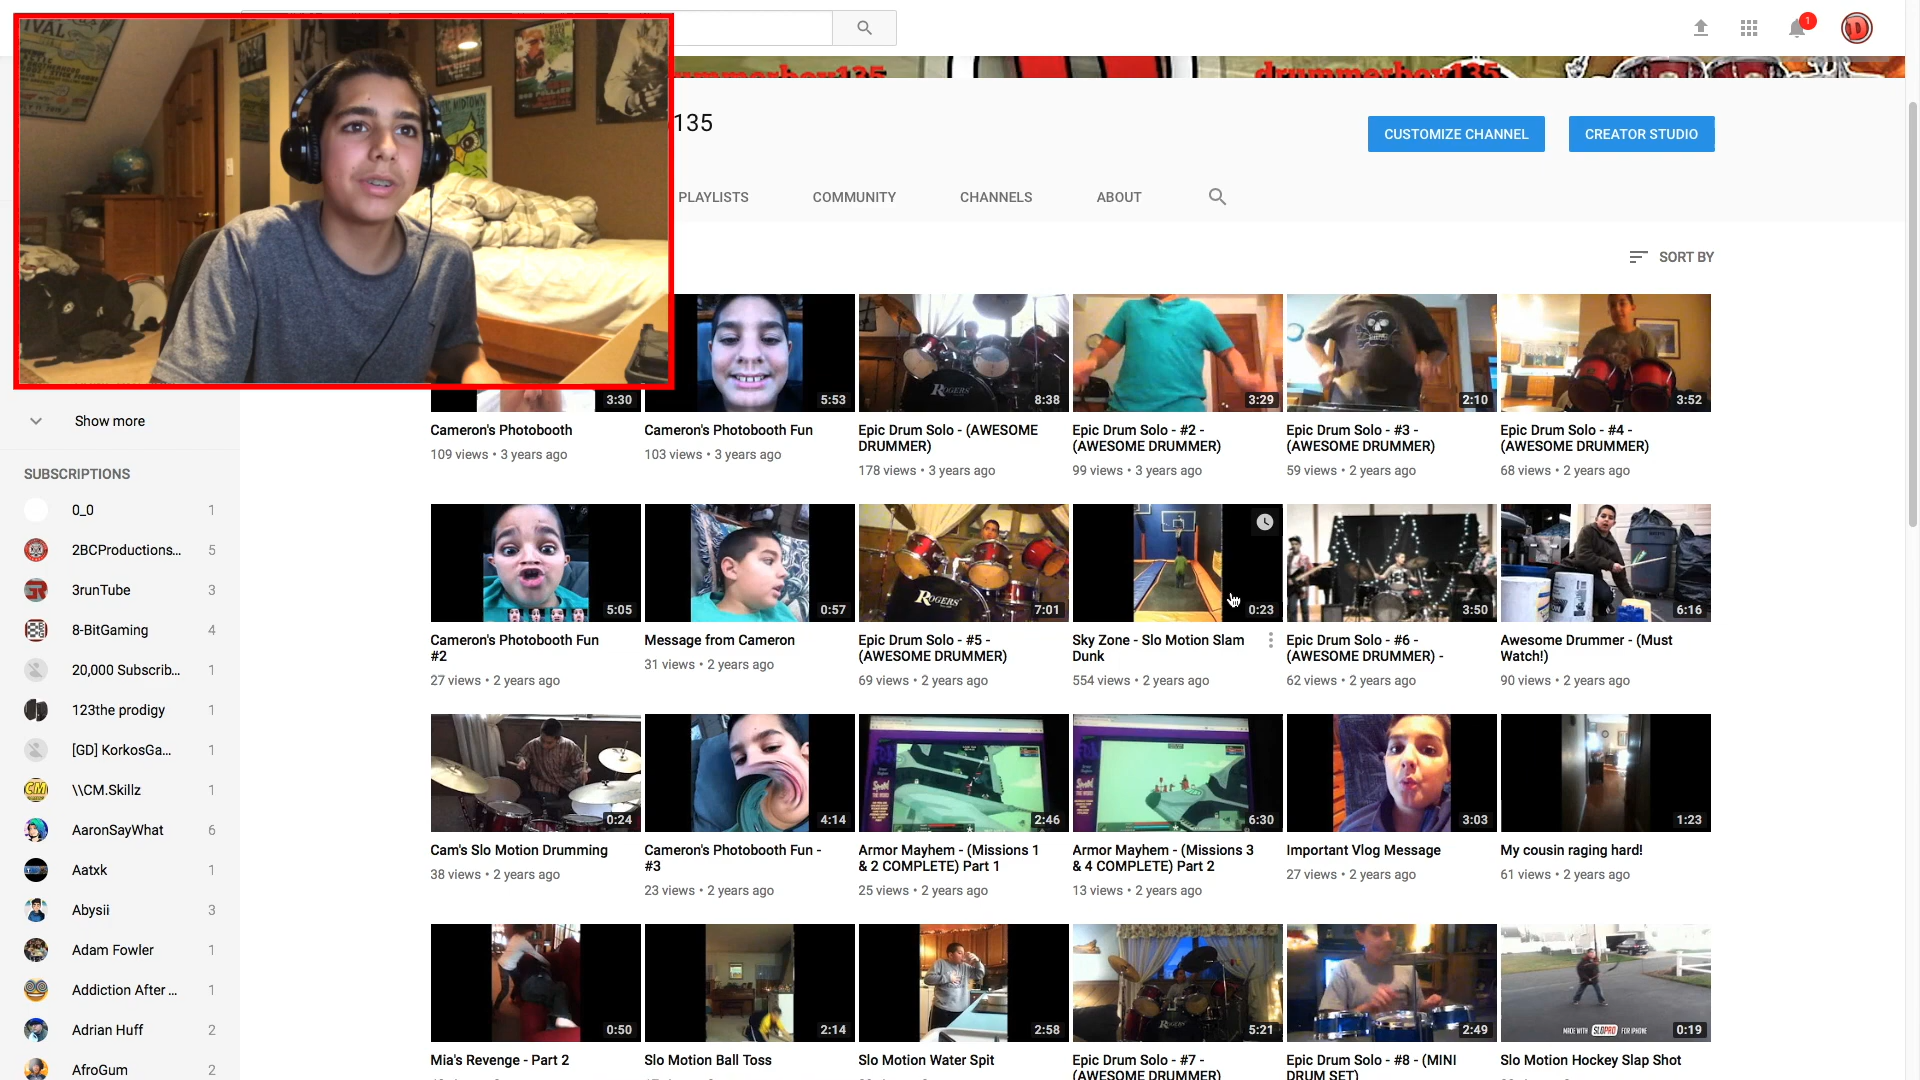 1
drummerboy135
drummerboy135
135
CUSTOMIZE CHANNEL
CREATOR STUDIO
PLAYLISTS
COMMUNITY
CHANNELS
ABOUT
SORT BY
3:30
5:53
8:38
3:29
2:10
3:52
Show more
Cameron's Photobooth
109 views • 3 years ago
Cameron's Photobooth Fun
103 views • 3 years ago
Epic Drum Solo - (AWESOME
DRUMMER)
178 views • 3 years ago
Epic Drum Solo - #2 -
(AWESOME DRUMMER)
99 views • 3 years ago
Epic Drum Solo - #3 -
(AWESOME DRUMMER)
59 views • 2 years ago
Epic Drum Solo - #4 -
(AWESOME DRUMMER)
68 views • 2 years ago
SUBSCRIPTIONS
0_0 1
2BCProductions... 5
3runTube 3
8-BitGaming 4
20,000 Subscrib... 1
123the prodigy 1
[GD] KorkosGa... 1
\\CM.Skillz 1
AaronSayWhat 6
Aatxk 1
Abysii 3
Adam Fowler 1
Addiction After ... 1
Adrian Huff 2
AfroGum 2
ROGERS
5:05
0:57
7:01
0:23
3:50
6:16
Cameron's Photobooth Fun
#2
27 views • 2 years ago
Message from Cameron
31 views • 2 years ago
Epic Drum Solo - #5 -
(AWESOME DRUMMER)
69 views • 2 years ago
Sky Zone - Slo Motion Slam
Dunk
554 views • 2 years ago
Epic Drum Solo - #6 -
(AWESOME DRUMMER) -
62 views • 2 years ago
Awesome Drummer - (Must
Watch!)
90 views • 2 years ago
0:24
4:14
2:46
6:30
3:03
1:23
Cam's Slo Motion Drumming
38 views • 2 years ago
Cameron's Photobooth Fun -
#3
23 views • 2 years ago
Armor Mayhem - (Missions 1
& 2 COMPLETE) Part 1
25 views • 2 years ago
Armor Mayhem - (Missions 3
& 4 COMPLETE) Part 2
13 views • 2 years ago
Important Vlog Message
27 views • 2 years ago
My cousin raging hard!
61 views • 2 years ago
0:50
2:14
2:58
5:21
2:49
MADE WITH SLOPRO FOR IPHONE
0:19
Mia's Revenge - Part 2
Slo Motion Ball Toss
Slo Motion Water Spit
Epic Drum Solo - #7 -
(AWESOME DRUMMER)
Epic Drum Solo - #8 - (MINI
DRUM SET)
Slo Motion Hockey Slap Shot